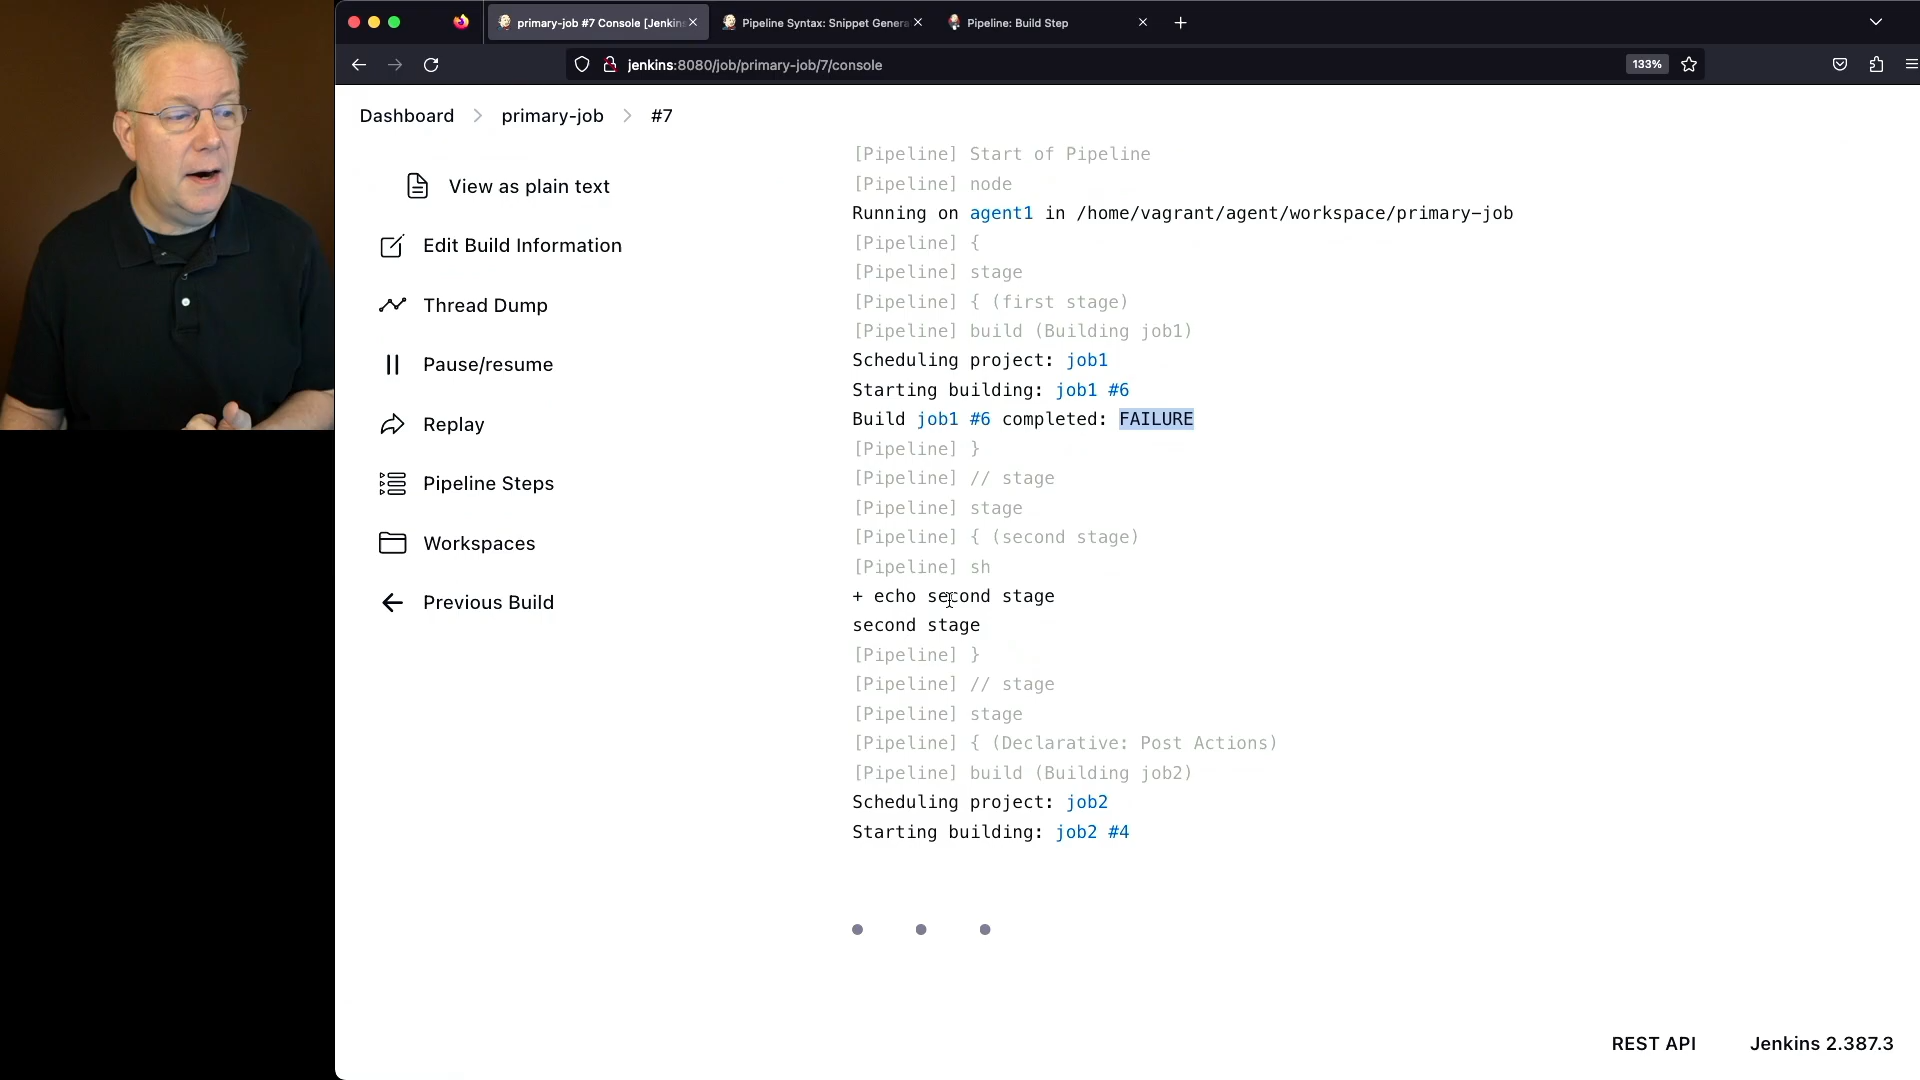 primary-job #7 Console [Jenkins
Pipeline Syntax: Snippet Genera
Pipeline: Build Step
jenkins:8080/job/primary-job/7/console
133%
Dashboard
primary-job
#7
View as plain text
Edit Build Information
Thread Dump
Pause/resume
Replay
Pipeline Steps
Workspaces
Previous Build
[Pipeline] Start of Pipeline
[Pipeline] node
Running on agent1 in /home/vagrant/agent/workspace/primary-job
[Pipeline] {
[Pipeline] stage
[Pipeline] { (first stage)
[Pipeline] build (Building job1)
Scheduling project: job1
Starting building: job1 #6
Build job1 #6 completed: FAILURE
[Pipeline] }
[Pipeline] // stage
[Pipeline] stage
[Pipeline] { (second stage)
[Pipeline] sh
+ echo second stage
second stage
[Pipeline] }
[Pipeline] // stage
[Pipeline] stage
[Pipeline] { (Declarative: Post Actions)
[Pipeline] build (Building job2)
Scheduling project: job2
Starting building: job2 #4
REST API
Jenkins 2.387.3